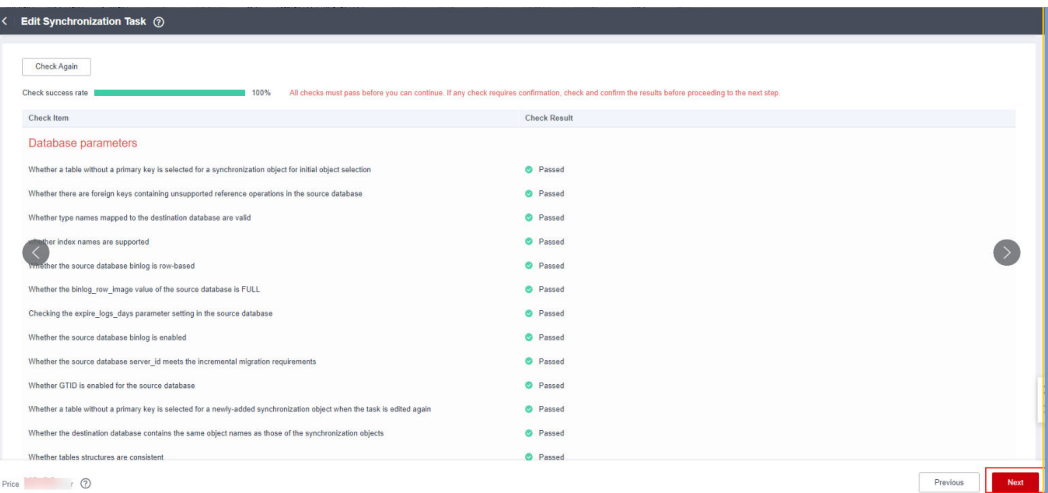 Edit Synchronization Task
Check Again
Check success rate 100% All checks must pass before you can continue. If any check requires confirmation, check and confirm the results before proceeding to the next step.
Check Item Check Result
Database parameters
Whether a table without a primary key is selected for a synchronization object for initial object selection Passed
Whether there are foreign keys containing unsupported reference operations in the source database Passed
Whether type names mapped to the destination database are valid Passed
whether index names are supported Passed
Whether the source database binlog is row-based Passed
Whether the binlog_row_image value of the source database is FULL Passed
Checking the expire_logs_days parameter setting in the source database Passed
Whether the source database binlog is enabled Passed
Whether the source database server_id meets the incremental migration requirements Passed
Whether GTID is enabled for the source database Passed
Whether a table without a primary key is selected for a newly-added synchronization object when the task is edited again Passed
Whether the destination database contains the same object names as those of the synchronization objects Passed
Whether tables structures are consistent Passed
Price Previous Next